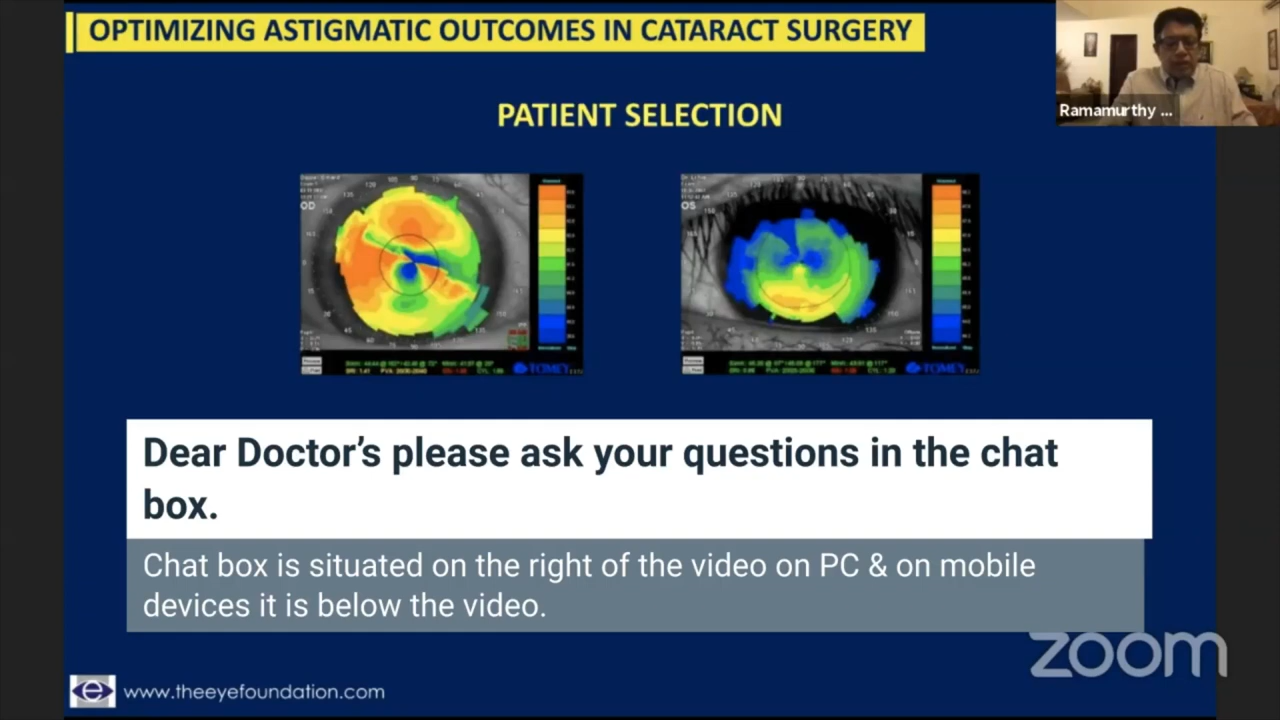 OPTIMIZING ASTIGMATIC OUTCOMES IN CATARACT SURGERY
Ramamurthy ...
PATIENT SELECTION
OD
OS
TOMEY
TOMEY
Dear Doctor's please ask your questions in the chat
box.
Chat box is situated on the right of the video on PC & on mobile
devices it is below the video.
zoom
e www.theeyefoundation.com